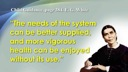 "The needs of the system
can be better supplied,
and more vigorous
health can be enjoyed
without its use."